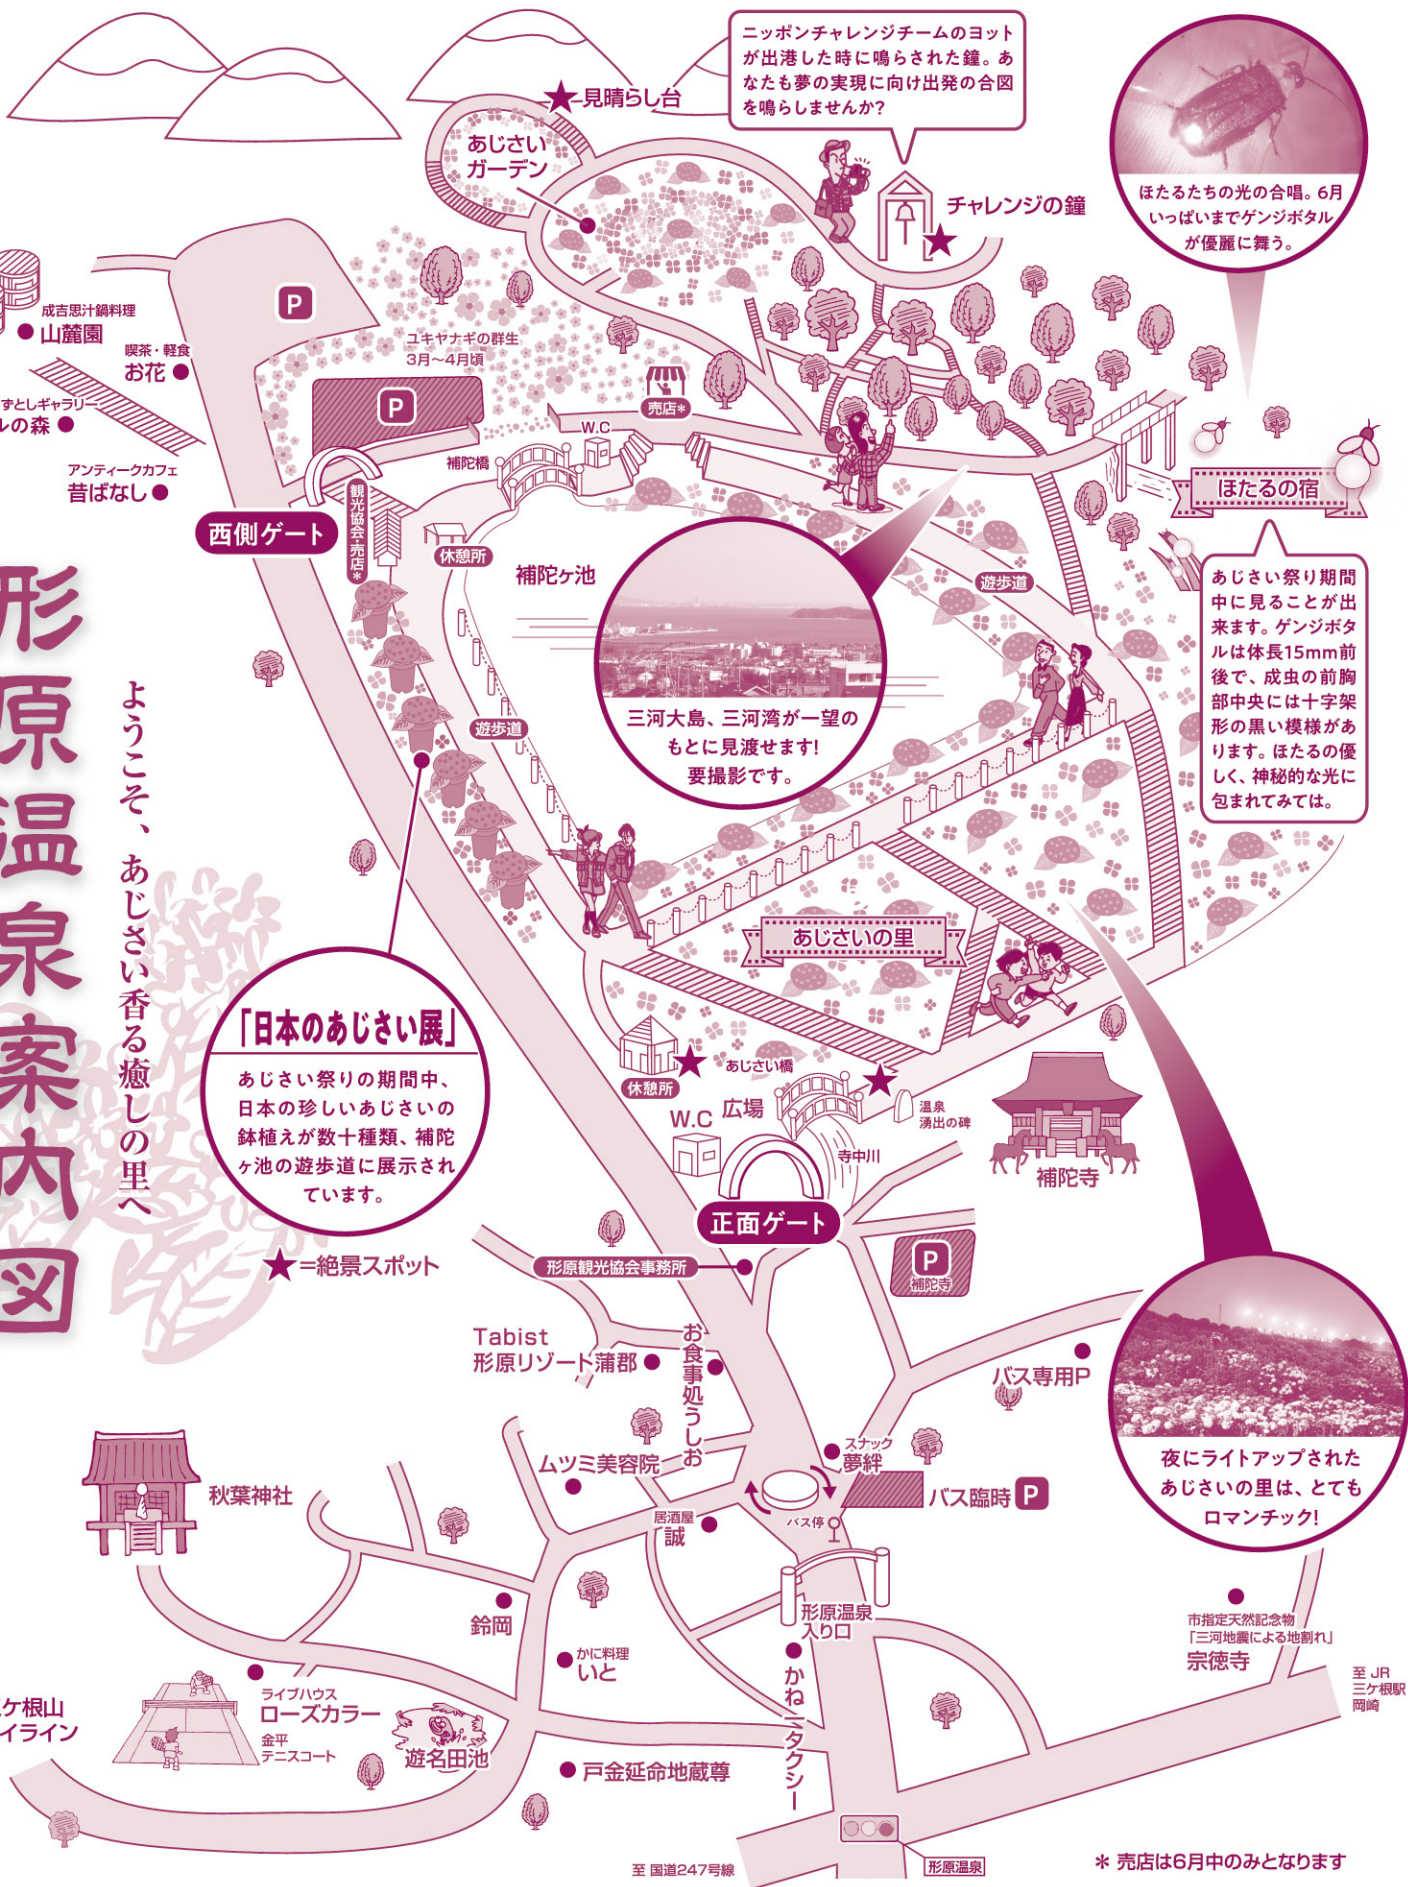 形原温泉案内図
ようこそ、あじさい香る癒しの里へ
ニッポンチャレンジチームのヨット
が出港した時に鳴らされた鐘。あ
なたも夢の実現に向け出発の合図
を鳴らしませんか？
ほたるたちの光の合唱。6月
いっぱいまでゲンジボタル
が優麗に舞う。
見晴らし台
あじさい
ガーデン
チャレンジの鐘
P
成吉思汁鍋料理
山麓園
喫茶・軽食
お花
ずとしギャラリー
ルの森
アンティークカフェ
昔ばなし
ユキヤナギの群生
3月〜4月頃
P
売店＊
W.C
補陀橋
西側ゲート
観光協会・売店＊
休憩所
補陀ヶ池
遊歩道
ほたるの宿
あじさい祭り期間
中に見ることが出
来ます。ゲンジボタ
ルは体長15mm前
後で、成虫の前胸
部中央には十字架
形の黒い模様があ
ります。ほたるの優
しく、神秘的な光に
包まれてみては。
三河大島、三河湾が一望の
もとに見渡せます!
要撮影です。
遊歩道
あじさいの里
「日本のあじさい展」
あじさい祭りの期間中、
日本の珍しいあじさいの
鉢植えが数十種類、補陀
ヶ池の遊歩道に展示され
ています。
★=絶景スポット
休憩所
あじさい橋
W.C
広場
温泉
湧出の碑
寺中川
補陀寺
正面ゲート
形原観光協会事務所
P
補陀寺
Tabist
形原リゾート蒲郡
お食事処うしお
バス専用P
夜にライトアップされた
あじさいの里は、とても
ロマンチック!
ムツミ美容院
スナック
夢絆
バス臨時 P
秋葉神社
居酒屋
誠
バス停
鈴岡
形原温泉
入り口
かに料理
いと
市指定天然記念物
「三河地震による地割れ」
宗徳寺
至 JR
三ケ根駅
岡崎
ライブハウス
ローズカラー
金平
テニスコート
ケ根山
イライン
遊名田池
戸金延命地蔵尊
かね一タクシー
至 国道247号線
形原温泉
＊ 売店は6月中のみとなります